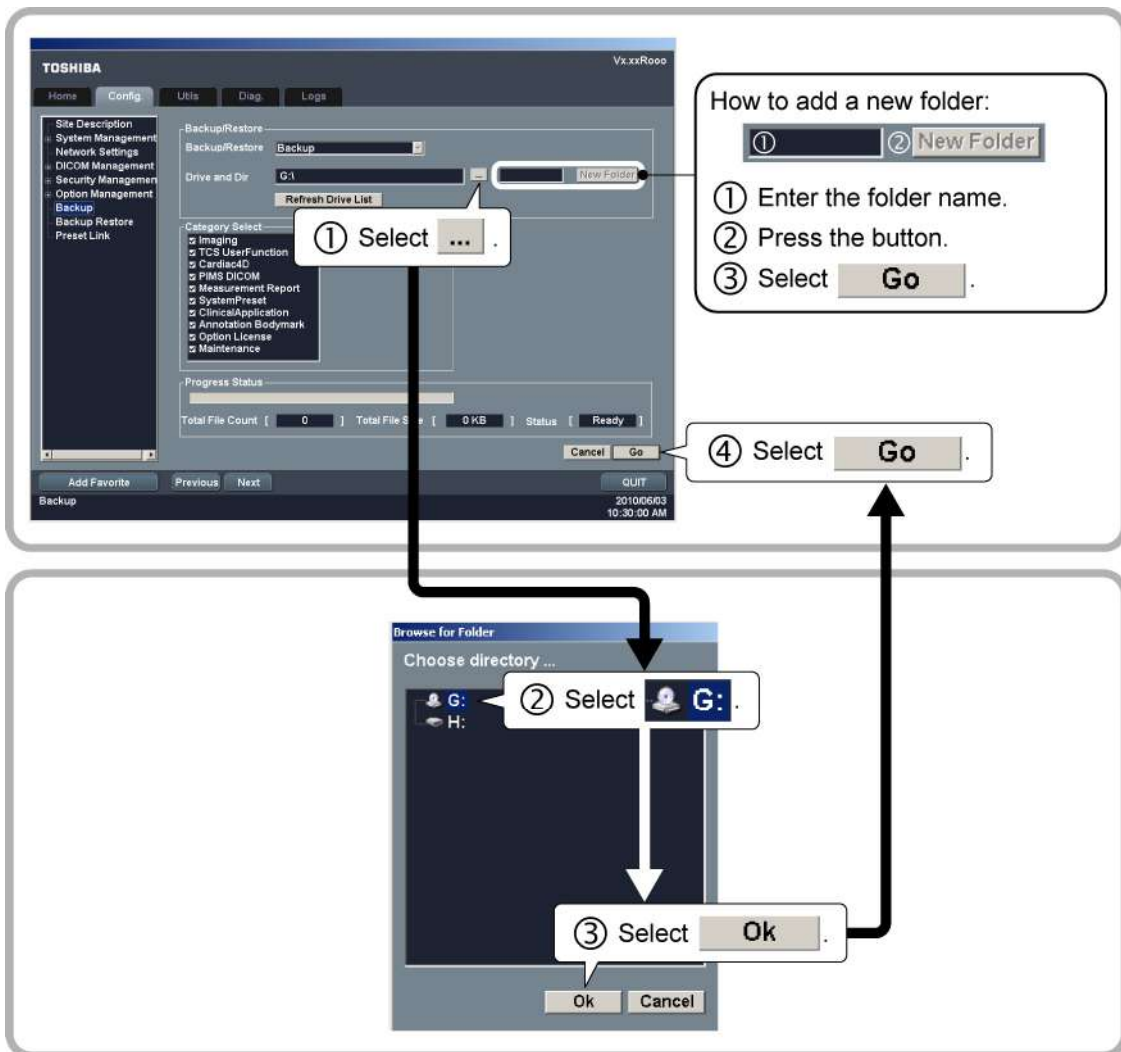 Vx.xxRooo
TOSHIBA
Home Config. Utils Diag. Logs
Site Description
System Management
Network Settings
DICOM Management
Security Managemen
Option Management
Backup
Backup Restore
Preset Link
Backup/Restore
Backup/Restore Backup
Drive and Dir G:\ ... New Folder
Refresh Drive List
① Select ... .
Category Select
Imaging
TCS UserFunction
Cardiac4D
PIMS DICOM
Measurement Report
SystemPreset
ClinicalApplication
Annotation Bodymark
Option License
Maintenance
Progress Status
Total File Count [ 0 ] Total File S e [ 0 KB ] Status [ Ready ]
Cancel Go
Add Favorite Previous Next QUIT
Backup 2010/06/03
10:30:00 AM
How to add a new folder:
① ② New Folder
① Enter the folder name.
② Press the button.
③ Select Go .
④ Select Go .
Browse for Folder
Choose directory ...
G:
H:
② Select G: .
③ Select Ok .
Ok Cancel